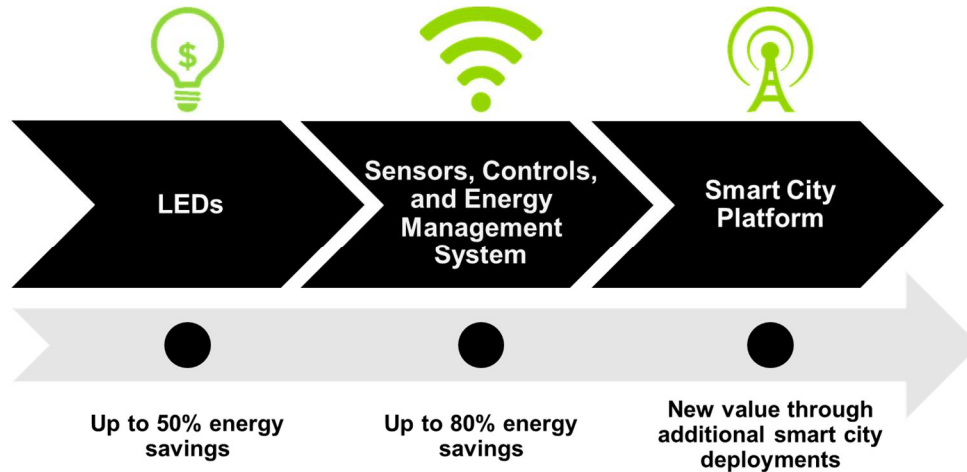 $
LEDs
Sensors, Controls,
and Energy
Management
System
Smart City
Platform
Up to 50% energy
savings
Up to 80% energy
savings
New value through
additional smart city
deployments